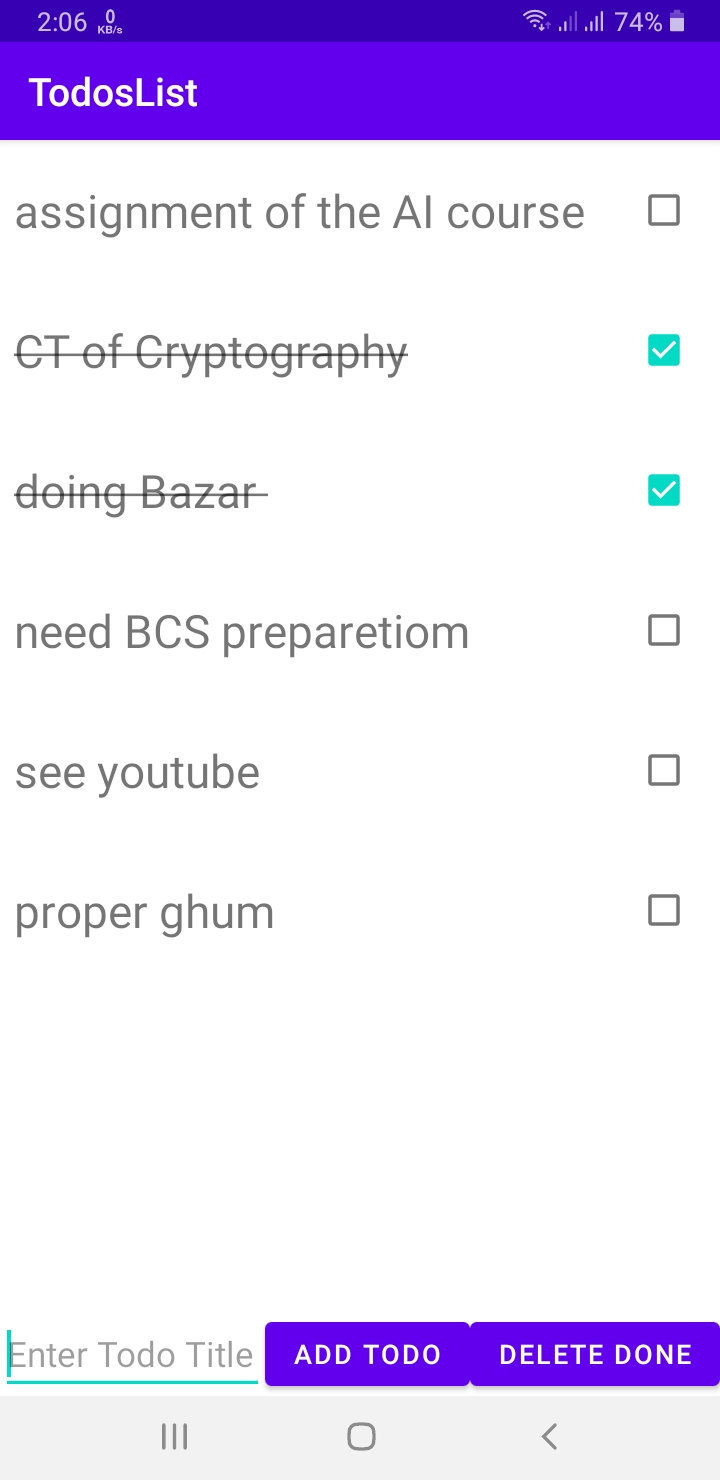 2:06 0 KB/s 74%
TodosList
assignment of the AI course
CT of Cryptography
doing Bazar
need BCS preparetiom
see youtube
proper ghum
Enter Todo Title ADD TODO DELETE DONE